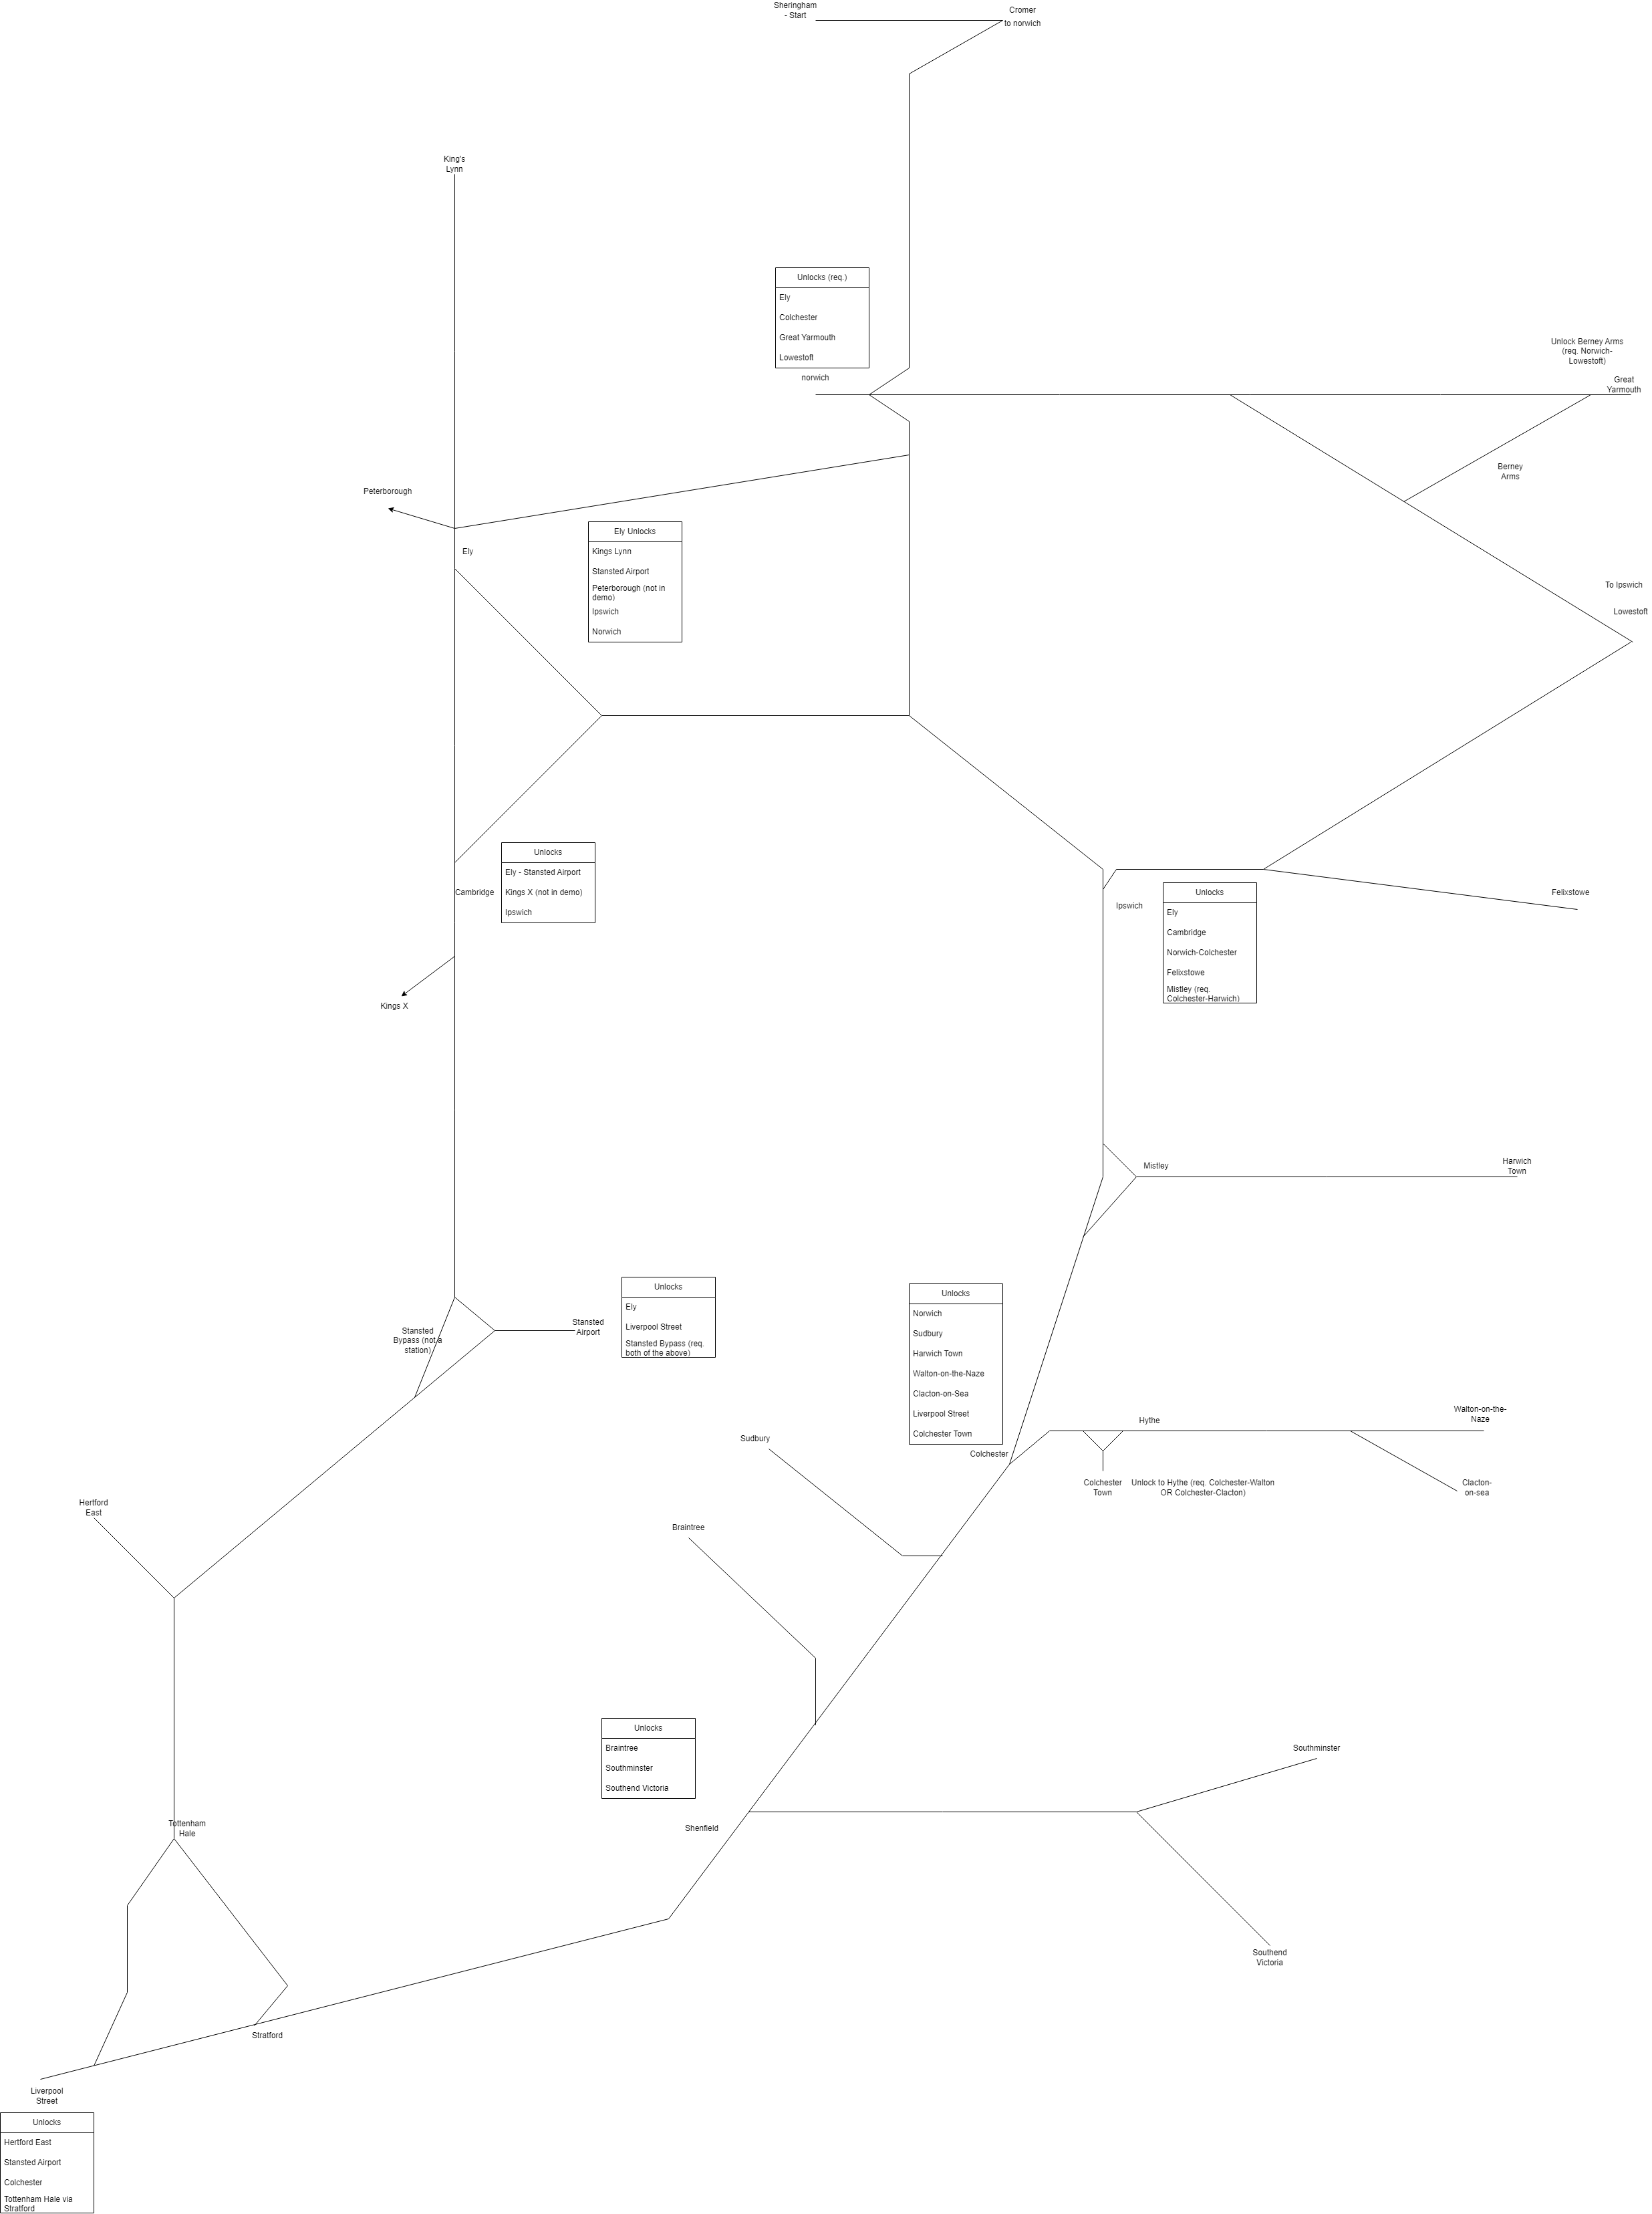 Sheringham
- Start
Cromer
to norwich
King's
Lynn
Unlocks (req.)
Ely
Colchester
Great Yarmouth
Lowestoft
norwich
Unlock Berney Arms
(req. Norwich-
Lowestoft)
Great
Yarmouth
Berney
Arms
Peterborough
Ely
Ely Unlocks
Kings Lynn
Stansted Airport
Peterborough (not in
demo)
Ipswich
Norwich
To Ipswich
Lowestoft
Unlocks
Ely - Stansted Airport
Kings X (not in demo)
Ipswich
Cambridge
Kings X
Ipswich
Unlocks
Ely
Cambridge
Norwich-Colchester
Felixstowe
Mistley (req.
Colchester-Harwich)
Felixstowe
Mistley
Harwich
Town
Stansted
Bypass (not a
station)
Stansted
Airport
Unlocks
Ely
Liverpool Street
Stansted Bypass (req.
both of the above)
Unlocks
Norwich
Sudbury
Harwich Town
Walton-on-the-Naze
Clacton-on-Sea
Liverpool Street
Colchester Town
Colchester
Hythe
Walton-on-the-
Naze
Colchester
Town
Unlock to Hythe (req. Colchester-Walton
OR Colchester-Clacton)
Clacton-
on-sea
Sudbury
Hertford
East
Braintree
Unlocks
Braintree
Southminster
Southend Victoria
Southminster
Shenfield
Tottenham
Hale
Southend
Victoria
Stratford
Liverpool
Street
Unlocks
Hertford East
Stansted Airport
Colchester
Tottenham Hale via
Stratford